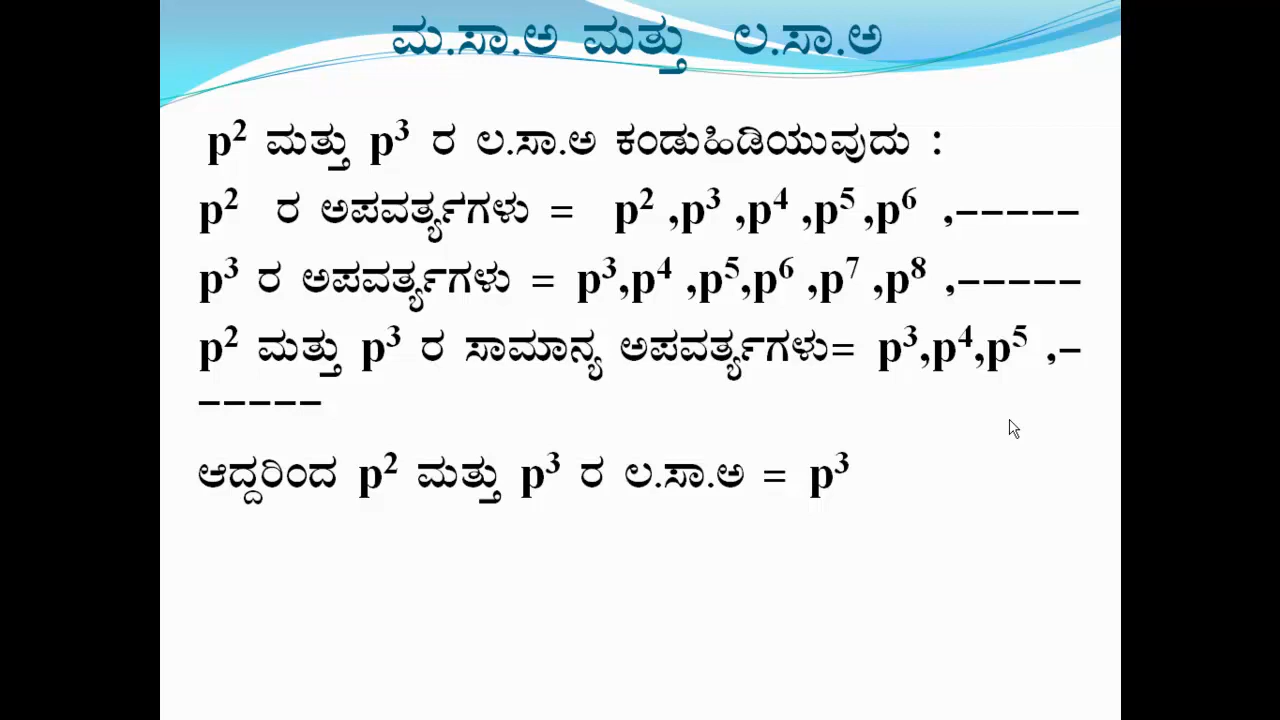 ಮ.ಸಾ.ಅ ಮತ್ತು ಲ.ಸಾ.ಅ
p² ಮತ್ತು p³ ರ ಲ.ಸಾ.ಅ ಕಂಡುಹಿಡಿಯುವುದು :
p² ರ ಅಪವರ್ತ್ಯಗಳು = p² ,p³ ,p⁴ ,p⁵ ,p⁶ ,-----
p³ ರ ಅಪವರ್ತ್ಯಗಳು = p³,p⁴ ,p⁵,p⁶ ,p⁷ ,p⁸ ,-----
p² ಮತ್ತು p³ ರ ಸಾಮಾನ್ಯ ಅಪವರ್ತ್ಯಗಳು= p³,p⁴,p⁵ ,-
-----
ಆದ್ದರಿಂದ p² ಮತ್ತು p³ ರ ಲ.ಸಾ.ಅ = p³